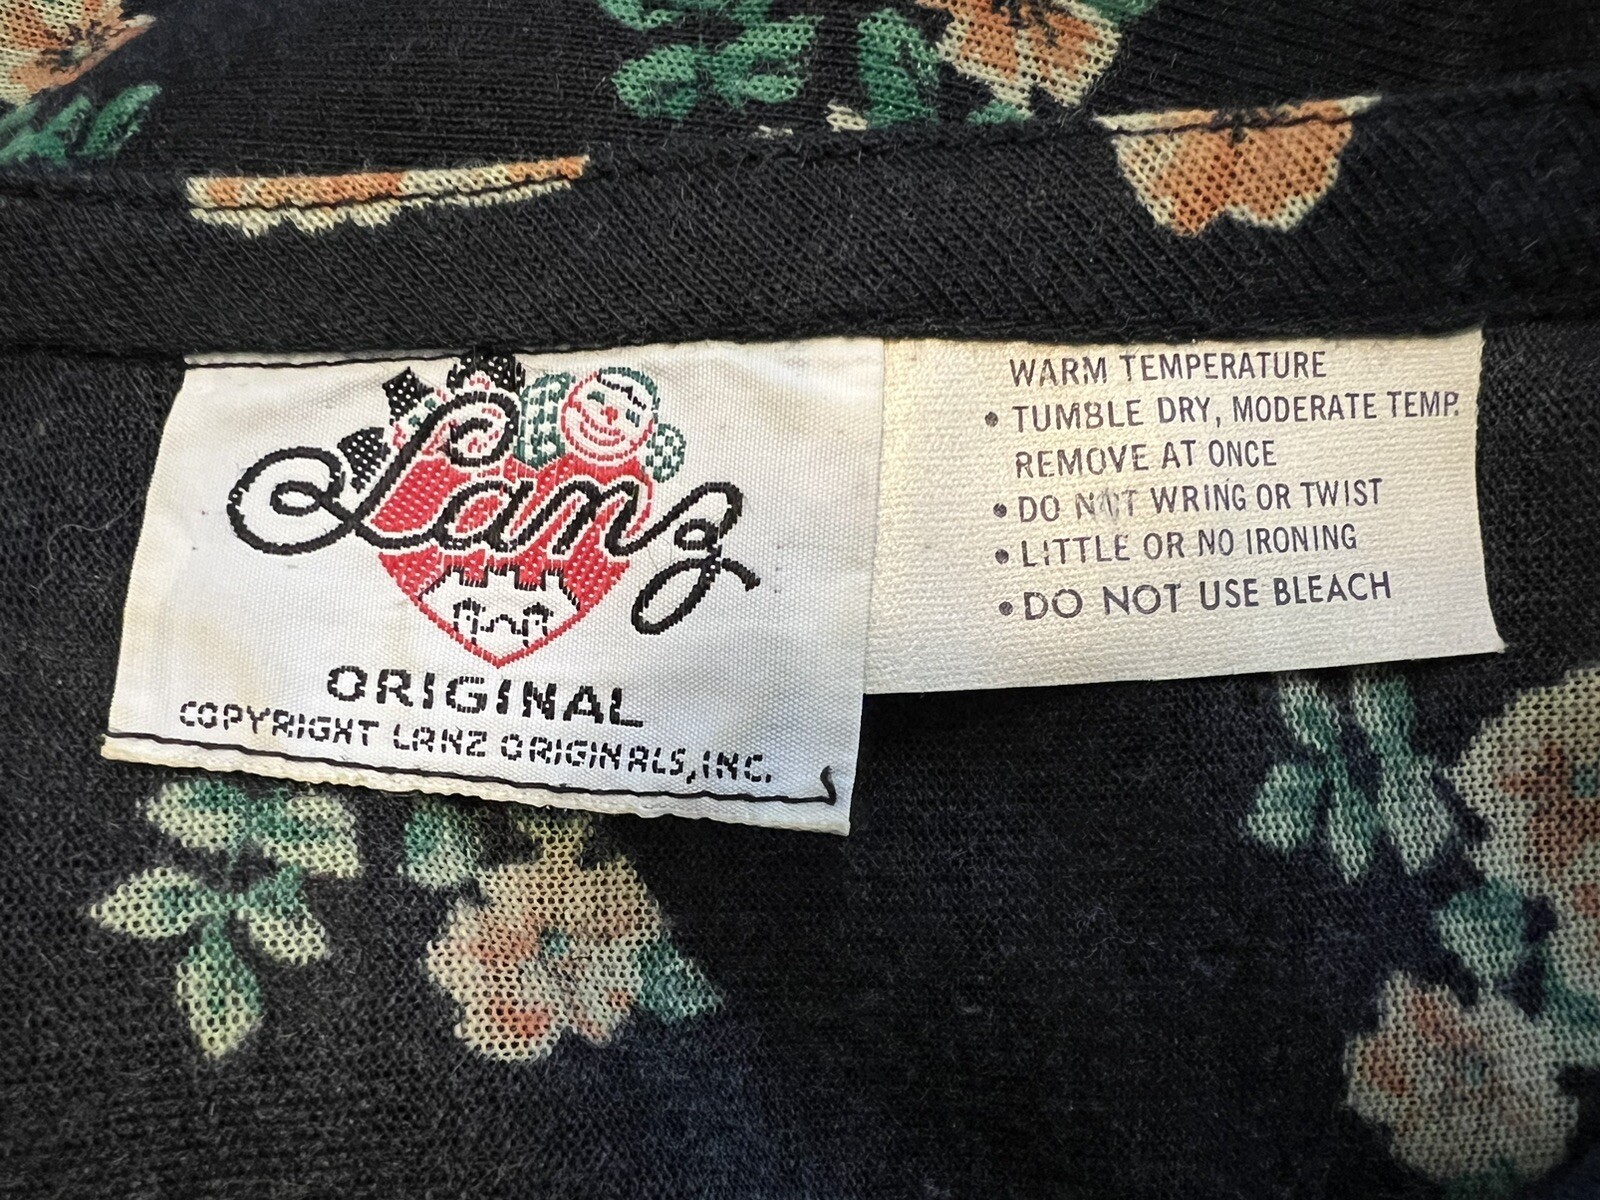 Lanz
ORIGINAL
COPYRIGHT LANZ ORIGINALS, INC.
WARM TEMPERATURE
• TUMBLE DRY, MODERATE TEMP.
REMOVE AT ONCE
• DO NOT WRING OR TWIST
• LITTLE OR NO IRONING
• DO NOT USE BLEACH